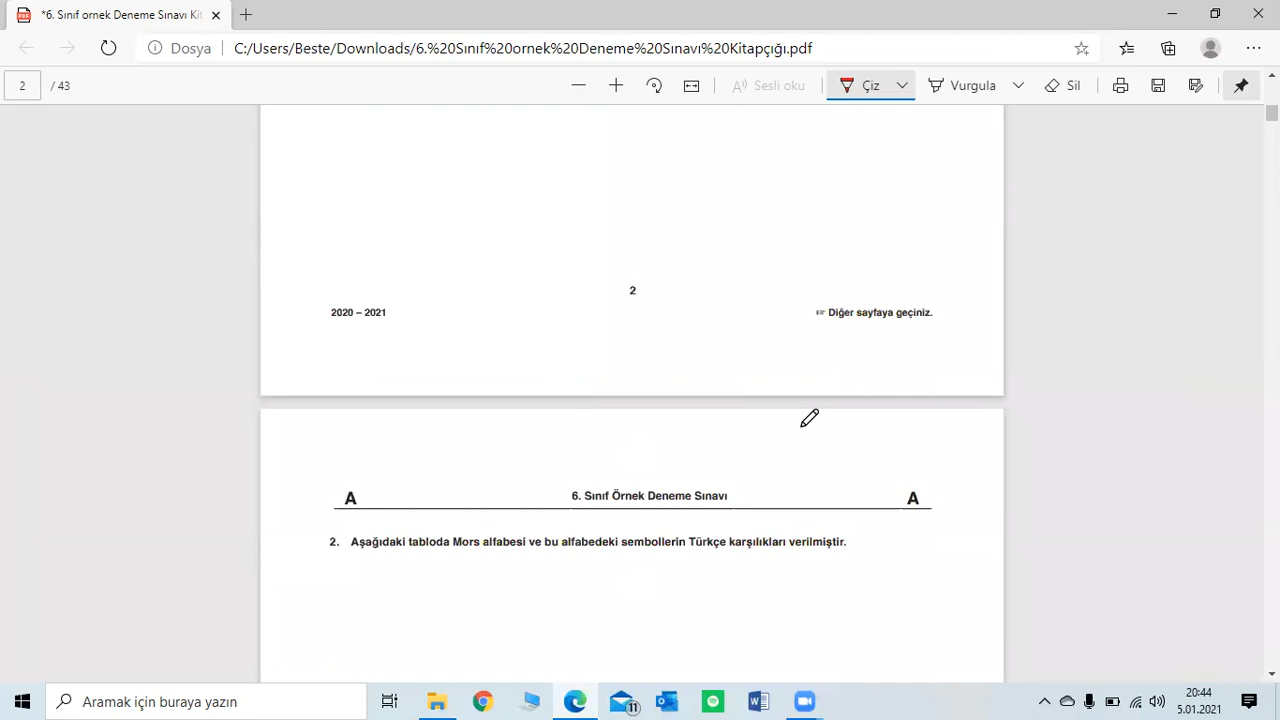 *6. Sınıf ornek Deneme Sınavı Kit
Dosya
C:/Users/Beste/Downloads/6.%20Sınıf%20ornek%20Deneme%20Sınavı%20Kitapçığı.pdf
2 / 43
Sesli oku
Çiz
Vurgula
Sil
2
2020 – 2021
☞ Diğer sayfaya geçiniz.
A
6. Sınıf Örnek Deneme Sınavı
A
2. Aşağıdaki tabloda Mors alfabesi ve bu alfabedeki sembollerin Türkçe karşılıkları verilmiştir.
Aramak için buraya yazın
11
20:44
5.01.2021